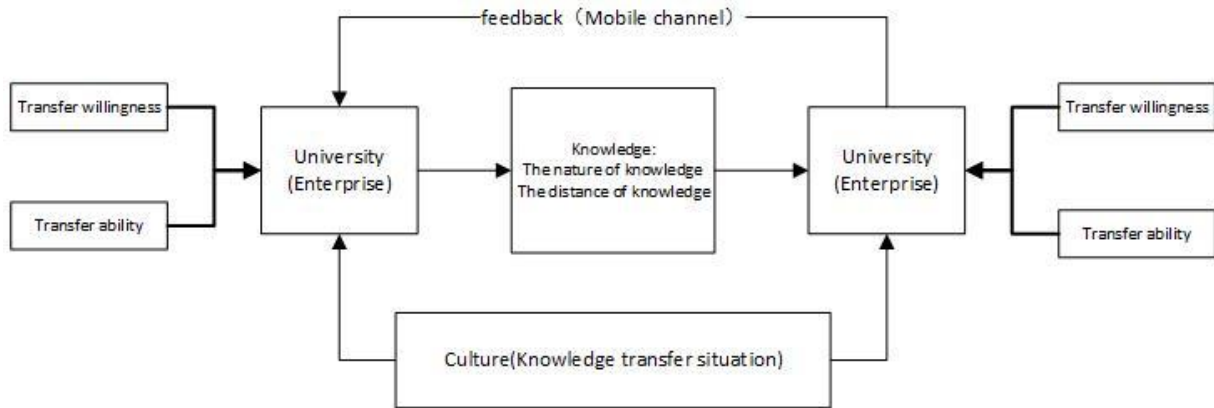 feedback（Mobile channel）
Transfer willingness
Transfer ability
University
(Enterprise)
Knowledge:
The nature of knowledge
The distance of knowledge
University
(Enterprise)
Transfer willingness
Transfer ability
Culture(Knowledge transfer situation)